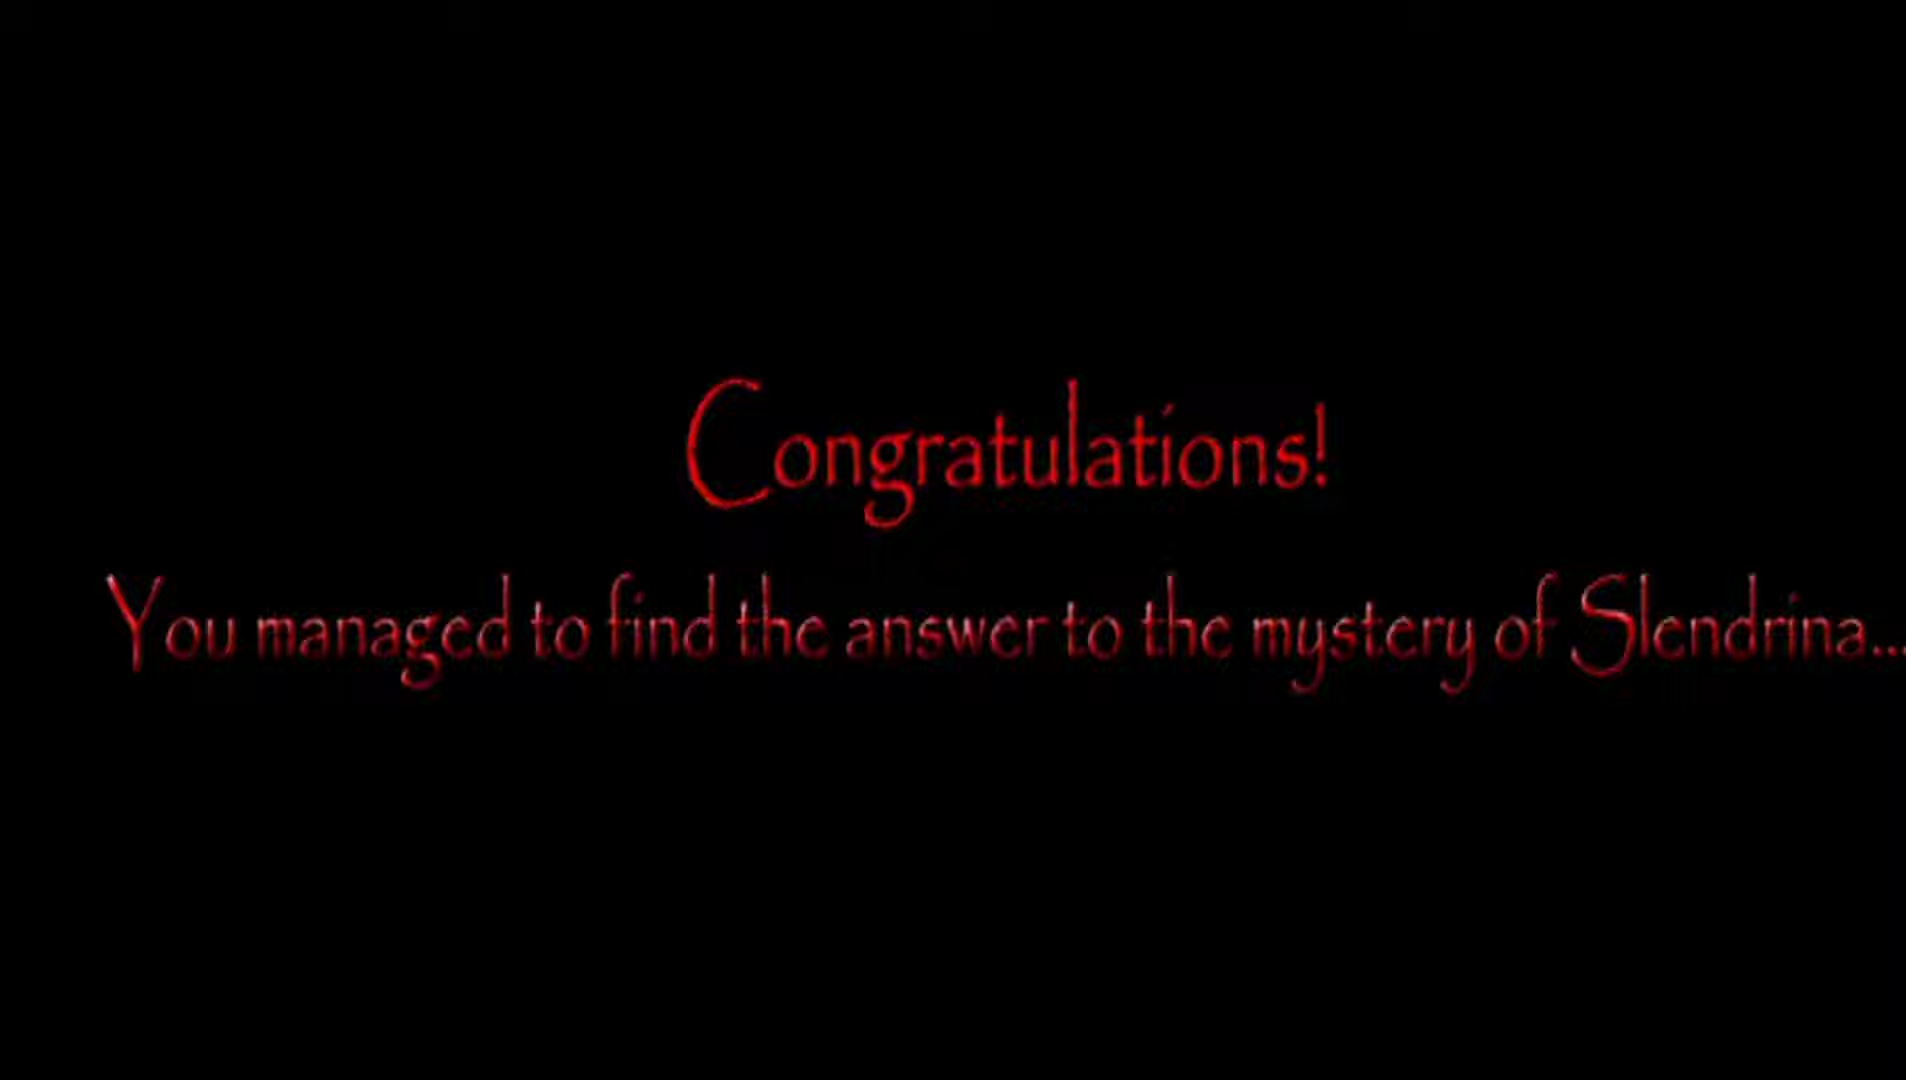 Congratulations!
You managed to find the answer to the mystery of Slendrina...